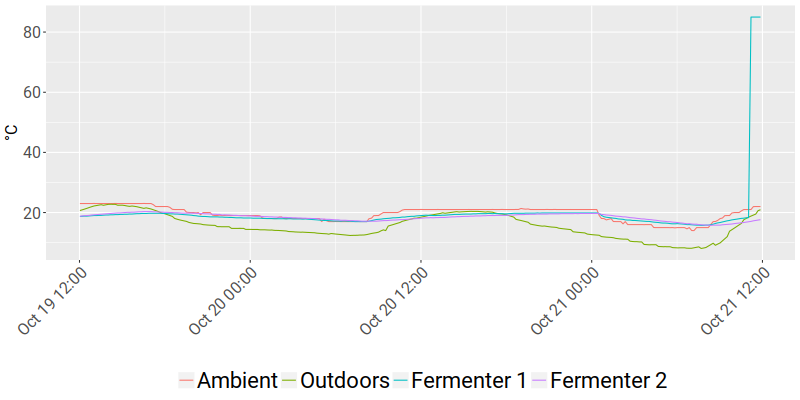 80
60
°C
40
20
Oct 19 12:00
Oct 20 00:00
Oct 20 12:00
Oct 21 00:00
Oct 21 12:00
Ambient Outdoors Fermenter 1 Fermenter 2